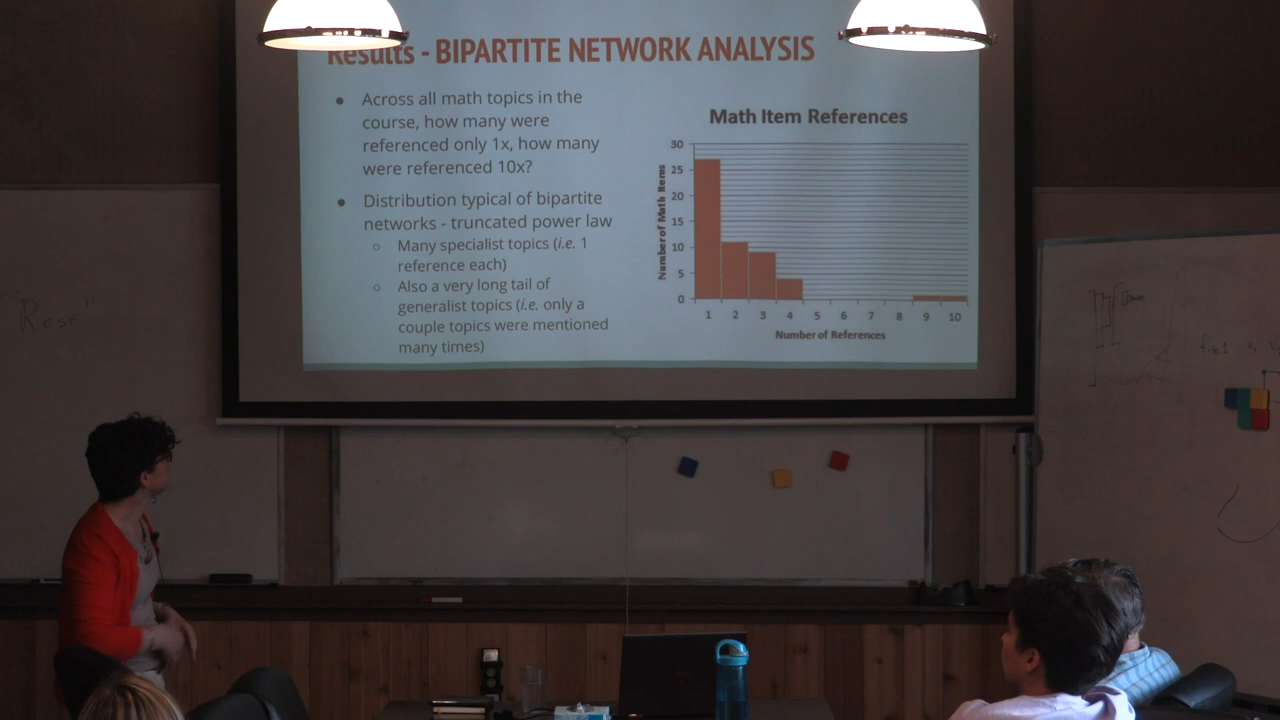 Results - BIPARTITE NETWORK ANALYSIS
● Across all math topics in the
course, how many were
referenced only 1x, how many
were referenced 10x?
● Distribution typical of bipartite
networks - truncated power law
○ Many specialist topics (i.e. 1
reference each)
○ Also a very long tail of
generalist topics (i.e. only a
couple topics were mentioned
many times)
Math Item References
Number of Math Items
30
25
20
15
10
5
0
1 2 3 4 5 6 7 8 9 10
Number of References
"Rest"